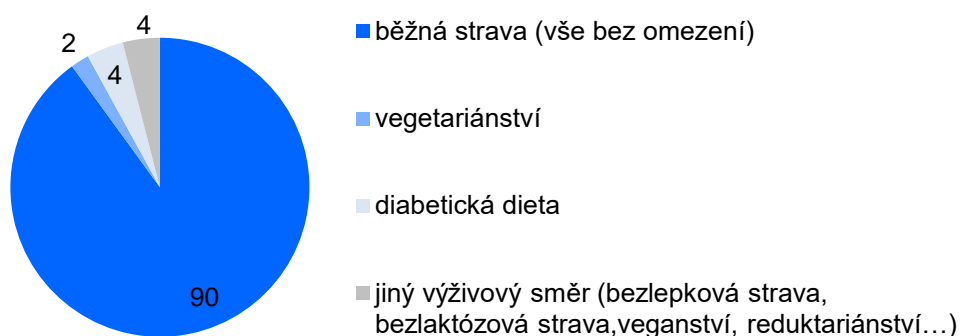 4
2
4
90
běžná strava (vše bez omezení)
vegetariánství
diabetická dieta
jiný výživový směr (bezlepková strava,
bezlaktózová strava,veganství, reduktariánství…)